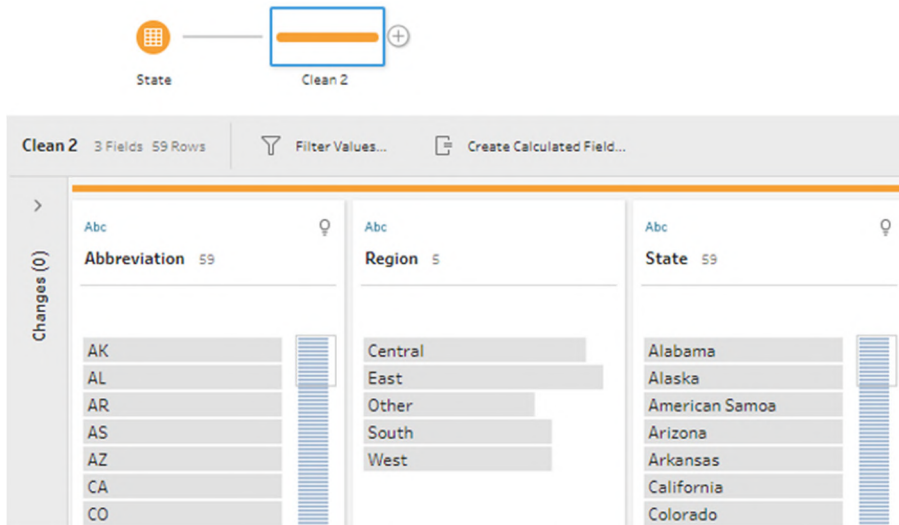 State
Clean 2
Clean 2 3 Fields 59 Rows Filter Values... Create Calculated Field...
Changes (0)
Abc
Abbreviation 59
AK
AL
AR
AS
AZ
CA
CO
Abc
Region 5
Central
East
Other
South
West
Abc
State 59
Alabama
Alaska
American Samoa
Arizona
Arkansas
California
Colorado